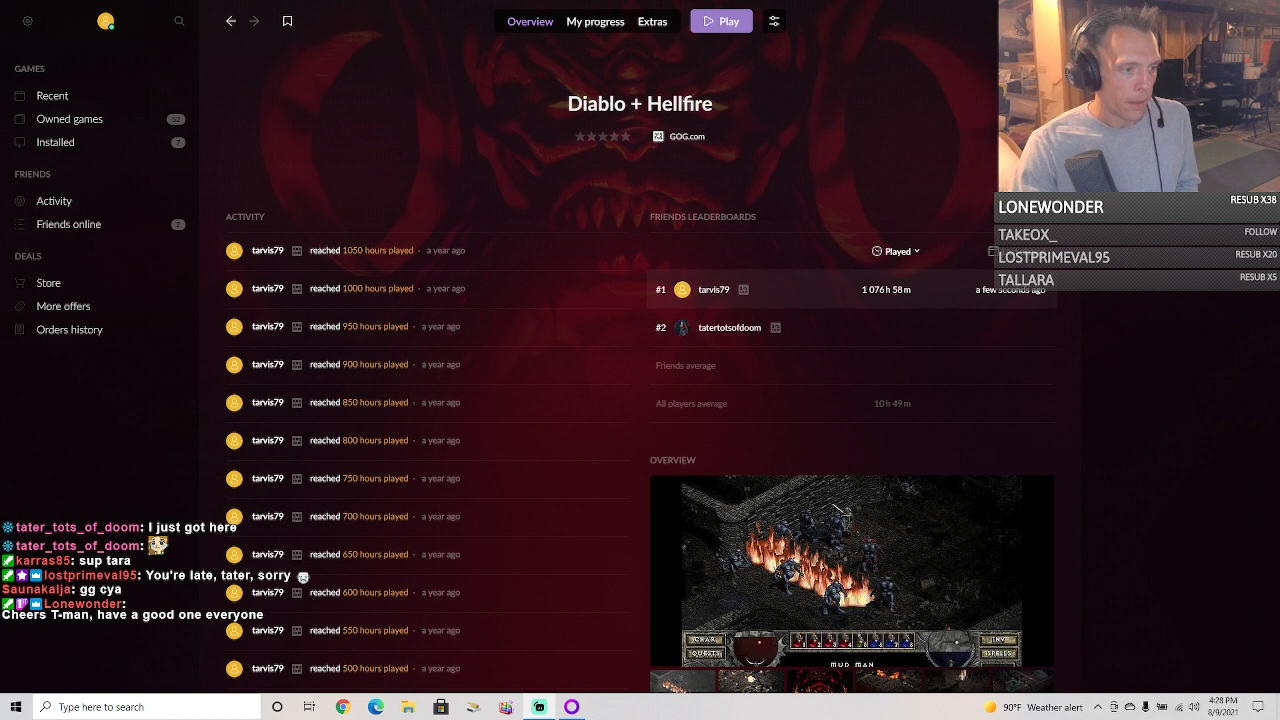 Overview My progress Extras Play
GAMES
Recent
Owned games 52
Installed 7
FRIENDS
Activity
Friends online 2
DEALS
Store
More offers
Orders history
Diablo + Hellfire
GOG.com
ACTIVITY
tarvis79 reached 1050 hours played · a year ago
tarvis79 reached 1000 hours played · a year ago
tarvis79 reached 950 hours played · a year ago
tarvis79 reached 900 hours played · a year ago
tarvis79 reached 850 hours played · a year ago
tarvis79 reached 800 hours played · a year ago
tarvis79 reached 750 hours played · a year ago
tarvis79 reached 700 hours played · a year ago
tarvis79 reached 650 hours played · a year ago
tarvis79 reached 600 hours played · a year ago
tarvis79 reached 550 hours played · a year ago
tarvis79 reached 500 hours played · a year ago
FRIENDS LEADERBOARDS
Played
#1 tarvis79 1 076 h 58 m a few seconds ago
#2 tatertotsofdoom
Friends average
All players average 10 h 49 m
OVERVIEW
CHAR
QUEST
INV
SPELLS
MUD MAN
LONEWONDER RESUB X38
TAKEOX_ FOLLOW
LOSTPRIMEVAL95 RESUB X20
TALLARA RESUB X5
tater_tots_of_doom: I just got here
tater_tots_of_doom:
karras85: sup tara
lostprimeval95: You're late, tater, sorry
Saunakalja: gg cya
Lonewonder:
Cheers T-man, have a good one everyone
Type here to search
90°F Windy
4:28 PM
8/9/2021